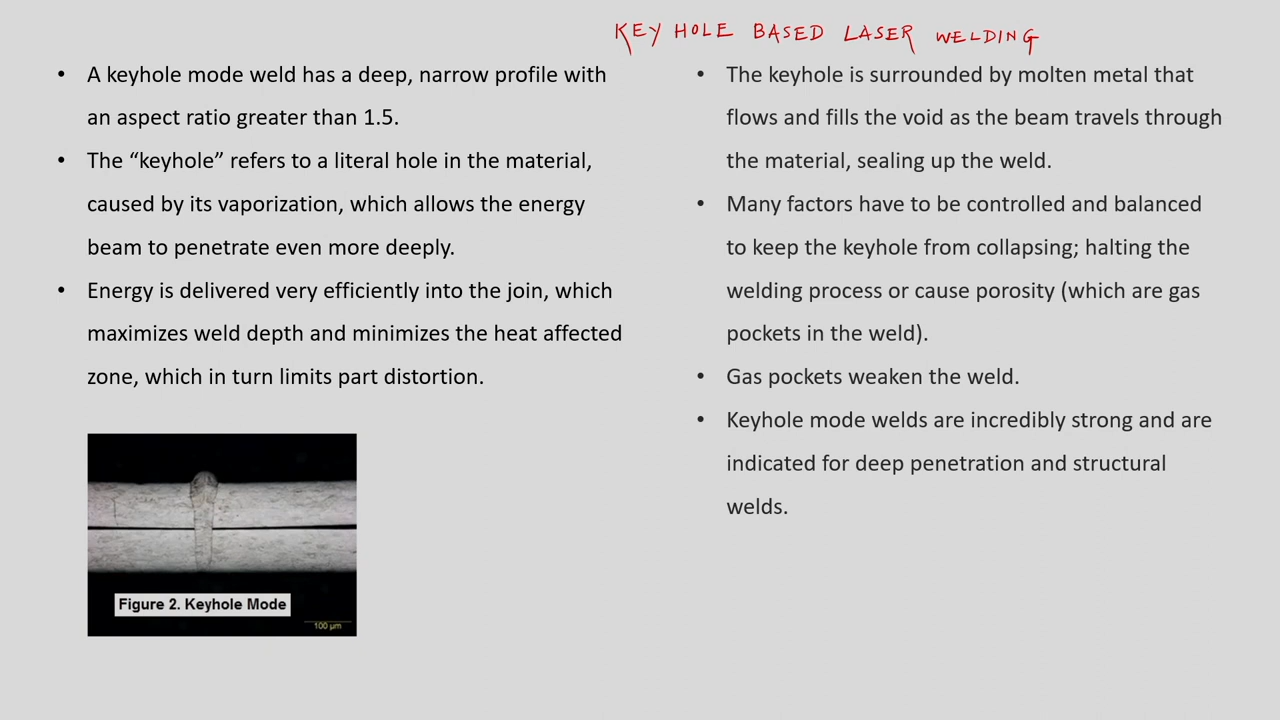 KEYHOLE BASED LASER WELDING
• A keyhole mode weld has a deep, narrow profile with
an aspect ratio greater than 1.5.
• The “keyhole” refers to a literal hole in the material,
caused by its vaporization, which allows the energy
beam to penetrate even more deeply.
• Energy is delivered very efficiently into the join, which
maximizes weld depth and minimizes the heat affected
zone, which in turn limits part distortion.
Figure 2. Keyhole Mode
100 µm
• The keyhole is surrounded by molten metal that
flows and fills the void as the beam travels through
the material, sealing up the weld.
• Many factors have to be controlled and balanced
to keep the keyhole from collapsing; halting the
welding process or cause porosity (which are gas
pockets in the weld).
• Gas pockets weaken the weld.
• Keyhole mode welds are incredibly strong and are
indicated for deep penetration and structural
welds.